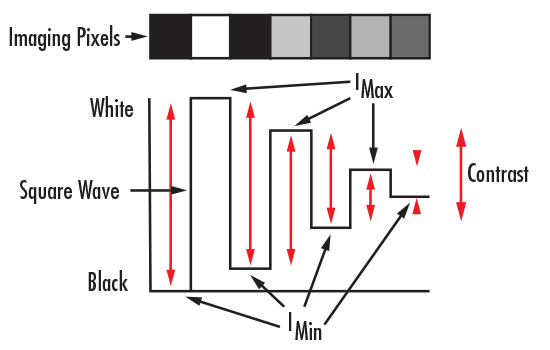 Imaging Pixels
IMax
White
Square Wave
Contrast
Black
IMin